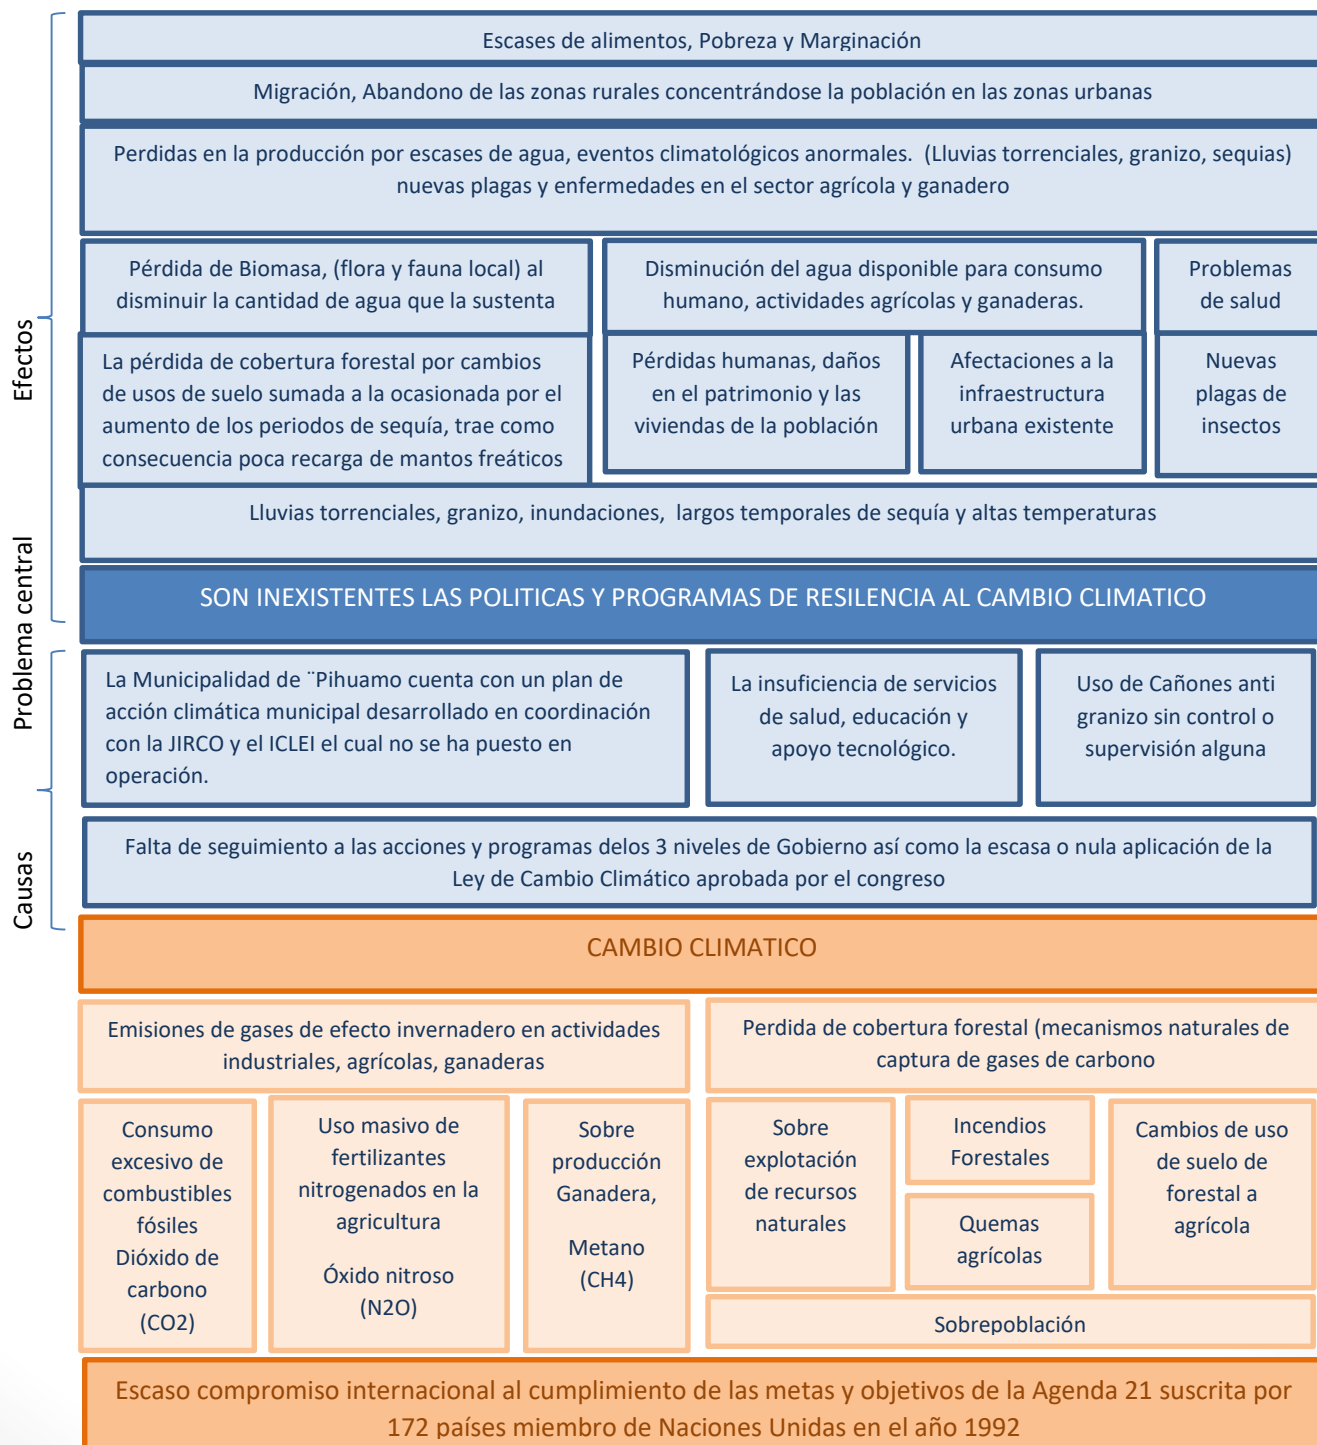 Escases de alimentos, Pobreza y Marginación
Migración, Abandono de las zonas rurales concentrándose la población en las zonas urbanas
Perdidas en la producción por escases de agua, eventos climatológicos anormales. (Lluvias torrenciales, granizo, sequias)
nuevas plagas y enfermedades en el sector agrícola y ganadero
Efectos
Pérdida de Biomasa, (flora y fauna local) al
disminuir la cantidad de agua que la sustenta
Disminución del agua disponible para consumo
humano, actividades agrícolas y ganaderas.
Problemas
de salud
La pérdida de cobertura forestal por cambios
de usos de suelo sumada a la ocasionada por el
aumento de los periodos de sequía, trae como
consecuencia poca recarga de mantos freáticos
Pérdidas humanas, daños
en el patrimonio y las
viviendas de la población
Afectaciones a la
infraestructura
urbana existente
Nuevas
plagas de
insectos
Lluvias torrenciales, granizo, inundaciones, largos temporales de sequía y altas temperaturas
Problema central
SON INEXISTENTES LAS POLITICAS Y PROGRAMAS DE RESILENCIA AL CAMBIO CLIMATICO
La Municipalidad de ¨Pihuamo cuenta con un plan de
acción climática municipal desarrollado en coordinación
con la JIRCO y el ICLEI el cual no se ha puesto en
operación.
La insuficiencia de servicios
de salud, educación y
apoyo tecnológico.
Uso de Cañones anti
granizo sin control o
supervisión alguna
Causas
Falta de seguimiento a las acciones y programas delos 3 niveles de Gobierno así como la escasa o nula aplicación de la
Ley de Cambio Climático aprobada por el congreso
CAMBIO CLIMATICO
Emisiones de gases de efecto invernadero en actividades
industriales, agrícolas, ganaderas
Perdida de cobertura forestal (mecanismos naturales de
captura de gases de carbono
Consumo
excesivo de
combustibles
fósiles
Dióxido de
carbono
(CO2)
Uso masivo de
fertilizantes
nitrogenados en la
agricultura
Óxido nitroso
(N2O)
Sobre
producción
Ganadera,
Metano
(CH4)
Sobre
explotación
de recursos
naturales
Incendios
Forestales
Quemas
agrícolas
Cambios de uso
de suelo de
forestal a
agrícola
Sobrepoblación
Escaso compromiso internacional al cumplimiento de las metas y objetivos de la Agenda 21 suscrita por
172 países miembro de Naciones Unidas en el año 1992